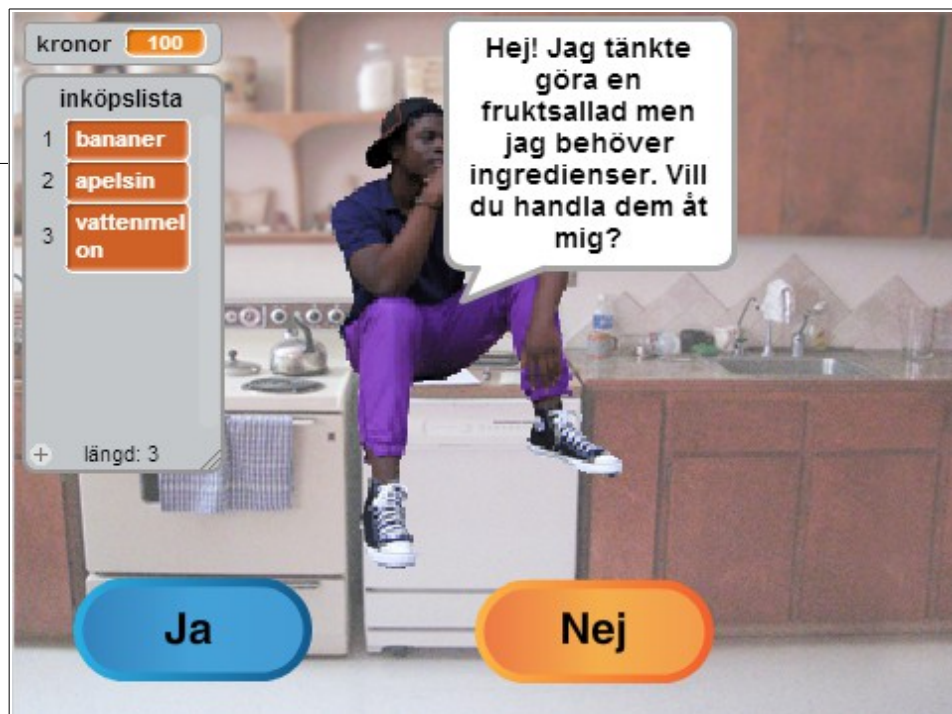 kronor 100
inköpslista
1 bananer
2 apelsin
3 vattenmel
on
+ längd: 3
Hej! Jag tänkte
göra en
fruktsallad men
jag behöver
ingredienser. Vill
du handla dem åt
mig?
Ja
Nej